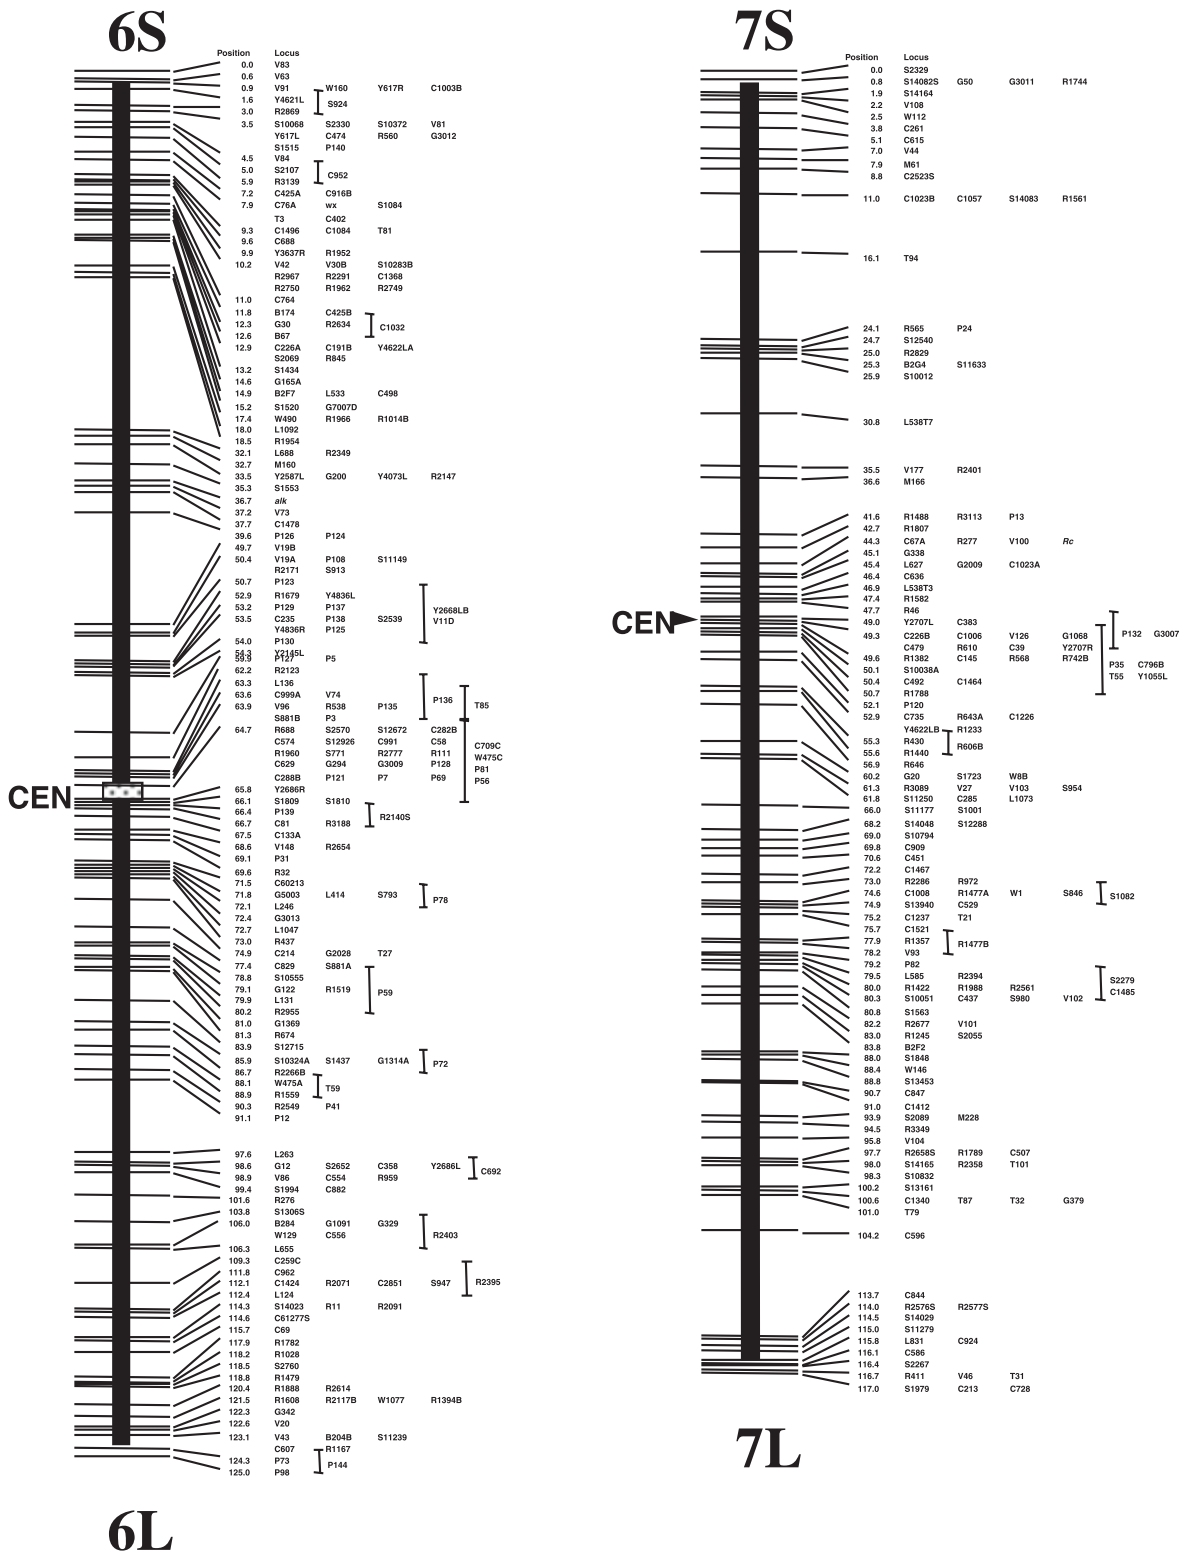 6S
Position Locus
0.0 V83
0.6 V63
0.9 V91 W160 Y617R C1003B
1.6 Y4621L
S924
3.0 R2869
3.5 S10068 S2330 S10372 V81
Y617L C474 R560 G3012
S1515 P140
4.5 V84
5.0 S2107
C952
5.9 R3139
7.2 C425A C916B
7.9 C76A wx S1084
T3 C402
9.3 C1496 C1084 T81
9.6 C688
9.9 Y3637R R1952
10.2 V42 V30B S10283B
R2967 R2291 C1368
R2750 R1962 R2749
11.0 C764
11.8 B174 C425B
12.3 G30 R2634
C1032
12.6 B67
12.9 C226A C191B Y4622LA
S2069 R845
13.2 S1434
14.6 G165A
14.9 B2F7 L533 C498
15.2 S1520 G7007D
17.4 W490 R1966 R1014B
18.0 L1092
18.5 R1954
32.1 L688 R2349
32.7 M160
33.5 Y2587L G200 Y4073L R2147
35.3 S1553
36.7 alk
37.2 V73
37.7 C1478
39.6 P126 P124
49.7 V19B
50.4 V19A P108 S11149
R2171 S913
50.7 P123
52.9 R1679 Y4836L
53.2 P129 P137
Y2668LB
53.5 C235 P138 S2539
V11D
Y4836R P125
54.0 P130
54.3 Y2145L
59.9 P127 P5
62.2 R2123
63.3 L136
63.6 C999A V74
P136
63.9 V96 R538 P135
T85
S881B P3
64.7 R688 S2570 S12672 C282B
C574 S12926 C991 C58
C709C
R1960 S771 R2777 R111
W475C
C629 G294 G3009 P128
P81
C288B P121 P7 P69
P56
65.8 Y2686R
CEN
66.1 S1809 S1810
66.4 P139
R2140S
66.7 C81 R3188
67.5 C133A
68.6 V148 R2654
69.1 P31
69.6 R32
71.5 C60213
71.8 G5003 L414 S793
P78
72.1 L246
72.4 G3013
72.7 L1047
73.0 R437
74.9 C214 G2028 T27
77.4 C829 S881A
78.8 S10555
79.1 G122 R1519
P59
79.9 L131
80.2 R2955
81.0 G1369
81.3 R674
83.9 S12715
85.9 S10324A S1437 G1314A
P72
86.7 R2266B
88.1 W475A
T59
88.9 R1559
90.3 R2549 P41
91.1 P12
97.6 L263
98.6 G12 S2652 C358 Y2686L
C692
98.9 V86 C554 R959
99.4 S1994 C882
101.6 R276
103.8 S1306S
106.0 B284 G1091 G329
W129 C556
R2403
106.3 L655
109.3 C259C
111.8 C962
112.1 C1424 R2071 C2851 S947
R2395
112.4 L124
114.3 S14023 R11 R2091
114.6 C61277S
115.7 C69
117.9 R1782
118.2 R1028
118.5 S2760
118.8 R1479
120.4 R1888 R2614
121.5 R1608 R2117B W1077 R1394B
122.3 G342
122.6 V20
123.1 V43 B204B S11239
C607 R1167
124.3 P73
P144
125.0 P98
6L
7S
Position Locus
0.0 S2329
0.8 S14082S G50 G3011 R1744
1.9 S14164
2.2 V108
2.5 W112
3.8 C261
5.1 C615
7.0 V44
7.9 M61
8.8 C2523S
11.0 C1023B C1057 S14083 R1561
16.1 T94
24.1 R565 P24
24.7 S12540
25.0 R2829
25.3 B2G4 S11633
25.9 S10012
30.8 L538T7
35.5 V177 R2401
36.6 M166
41.6 R1488 R3113 P13
42.7 R1807
44.3 C67A R277 V100 Rc
45.1 G338
45.4 L627 G2009 C1023A
46.4 C636
46.9 L538T3
47.4 R1582
47.7 R46
CEN
49.0 Y2707L C383
49.3 C226B C1006 V126 G1068
P132 G3007
C479 R610 C39 Y2707R
49.6 R1382 C145 R568 R742B
P35 C796B
50.1 S10038A
T55 Y1055L
50.4 C492 C1464
50.7 R1788
52.1 P120
52.9 C735 R643A C1226
Y4622LB R1233
55.3 R430
R606B
55.6 R1440
56.9 R646
60.2 G20 S1723 W8B
61.3 R3089 V27 V103 S954
61.8 S11250 C285 L1073
66.0 S11177 S1001
68.2 S14048 S12288
69.0 S10794
69.8 C909
70.6 C451
72.2 C1467
73.0 R2286 R972
74.6 C1008 R1477A W1 S846
S1082
74.9 S13940 C529
75.2 C1237 T21
75.7 C1521
77.9 R1357
R1477B
78.2 V93
79.2 P82
79.5 L585 R2394
S2279
80.0 R1422 R1988 R2561
C1485
80.3 S10051 C437 S980 V102
80.8 S1563
82.2 R2677 V101
83.0 R1245 S2055
83.8 B2F2
88.0 S1848
88.4 W146
88.8 S13453
90.7 C847
91.0 C1412
93.9 S2089 M228
94.5 R3349
95.8 V104
97.7 R2658S R1789 C507
98.0 S14165 R2358 T101
98.3 S10832
100.2 S13161
100.6 C1340 T87 T32 G379
101.0 T79
104.2 C596
113.7 C844
114.0 R2576S R2577S
114.5 S14029
115.0 S11279
115.8 L831 C924
116.1 C586
116.4 S2267
116.7 R411 V46 T31
117.0 S1979 C213 C728
7L